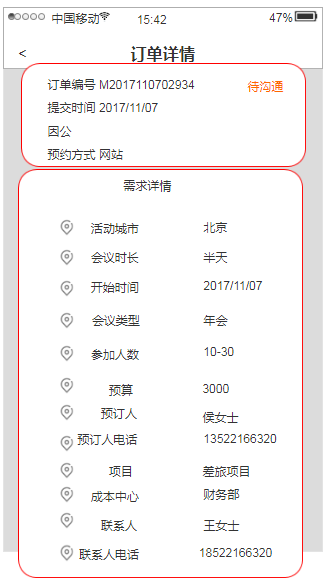 中国移动 15:42 47%
< 订单详情
订单编号 M2017110702934 待沟通
提交时间 2017/11/07
因公
预约方式 网站
需求详情
活动城市 北京
会议时长 半天
开始时间 2017/11/07
会议类型 年会
参加人数 10-30
预算 3000
预订人 侯女士
预订人电话 13522166320
项目 差旅项目
成本中心 财务部
联系人 王女士
联系人电话 18522166320